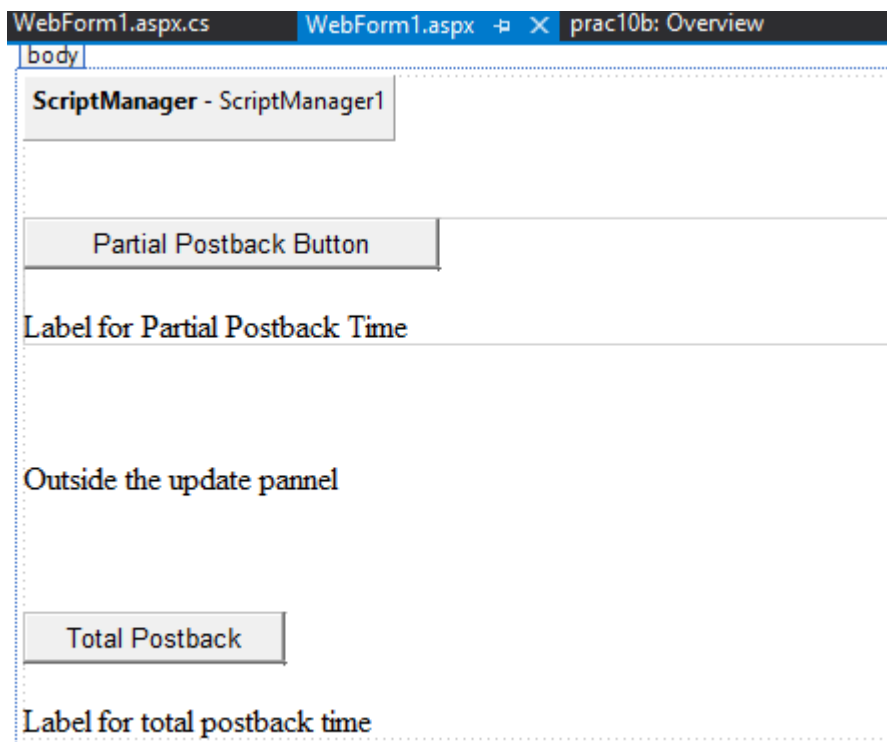 WebForm1.aspx.cs WebForm1.aspx prac10b: Overview
body
ScriptManager - ScriptManager1
Partial Postback Button
Label for Partial Postback Time
Outside the update pannel
Total Postback
Label for total postback time